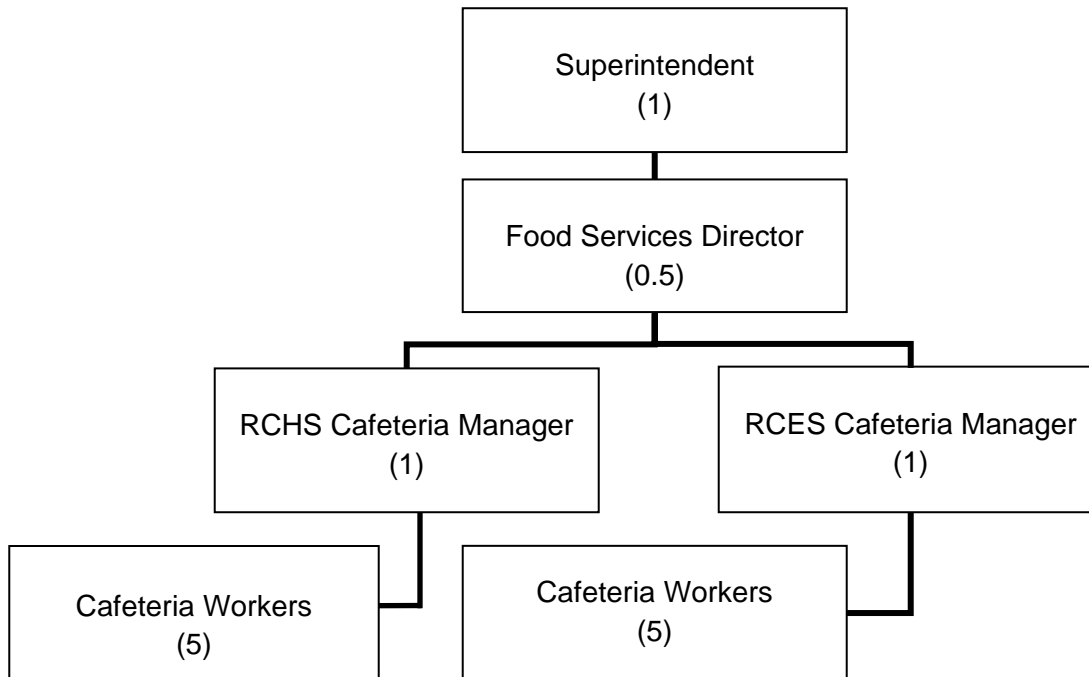 Superintendent
(1)
Food Services Director
(0.5)
RCHS Cafeteria Manager
(1)
RCES Cafeteria Manager
(1)
Cafeteria Workers
(5)
Cafeteria Workers
(5)